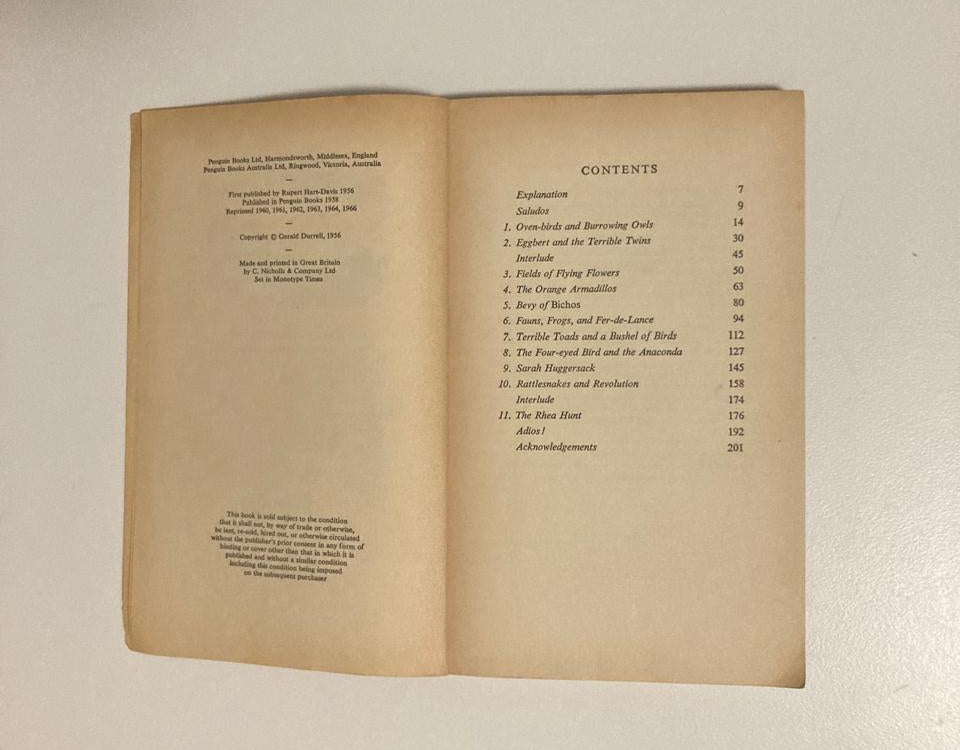 Penguin Books Ltd, Harmondsworth, Middlesex, England
Penguin Books Australia Ltd, Ringwood, Victoria, Australia
First published by Rupert Hart-Davis 1956
Published in Penguin Books 1958
Reprinted 1960, 1961, 1962, 1963, 1964, 1966
Copyright © Gerald Durrell, 1956
Made and printed in Great Britain
by C. Nicholls & Company Ltd
Set in Monotype Times
This book is sold subject to the condition
that it shall not, by way of trade or otherwise,
be lent, re-sold, hired out, or otherwise circulated
without the publisher's prior consent in any form of
binding or cover other than that in which it is
published and without a similar condition
including this condition being imposed
on the subsequent purchaser
CONTENTS
Explanation 7
Saludos 9
1. Oven-birds and Burrowing Owls 14
2. Eggbert and the Terrible Twins 30
Interlude 45
3. Fields of Flying Flowers 50
4. The Orange Armadillos 63
5. Bevy of Bichos 80
6. Fauns, Frogs, and Fer-de-Lance 94
7. Terrible Toads and a Bushel of Birds 112
8. The Four-eyed Bird and the Anaconda 127
9. Sarah Huggersack 145
10. Rattlesnakes and Revolution 158
Interlude 174
11. The Rhea Hunt 176
Adios! 192
Acknowledgements 201